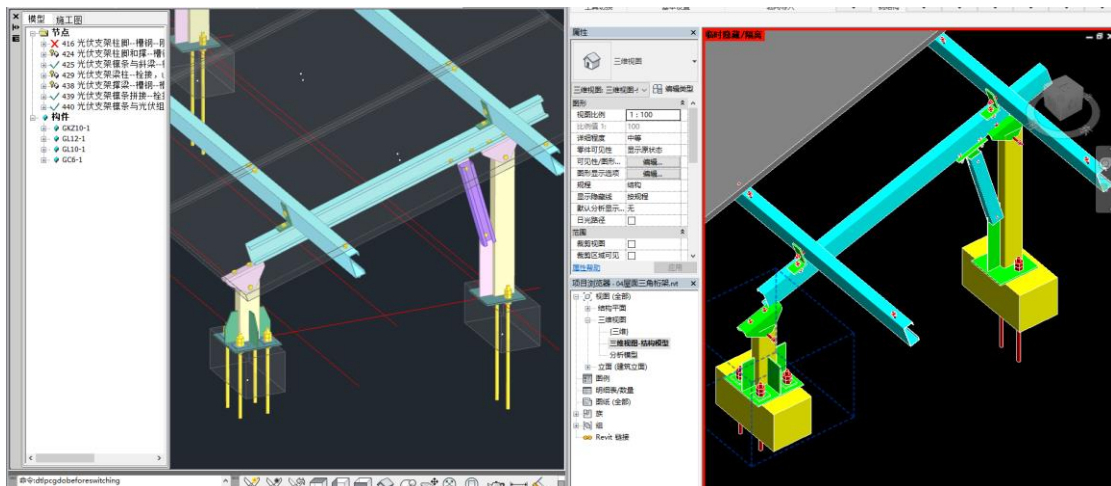 模型 施工图
节点
416 光伏支架柱脚--槽钢--刚
424 光伏支架柱脚和撑--槽钢
425 光伏支架檩条与斜梁--
429 光伏支架梁柱--栓接，
438 光伏支架撑梁--槽钢--
439 光伏支架檩条拼接--栓
440 光伏支架檩条与光伏组
构件
GKZ10-1
GL12-1
GL10-1
GC6-1
命令:dtlpcgdobeforeswitching
属性
三维视图
三维视图: 三维视图- 编辑类型
图形
视图比例 1 : 100
比例值 1: 100
详细程度 中等
零件可见性 显示原状态
可见性/图形... 编辑...
图形显示选项 编辑...
规程 结构
显示隐藏线 按规程
默认分析显示... 无
日光路径
范围
裁剪视图
裁剪区域可见
属性帮助 应用
项目浏览器 - 04屋面三角桁架.rvt
视图 (全部)
结构平面
三维视图
{三维}
三维视图-结构模型
分析模型
立面 (建筑立面)
图例
明细表/数量
图纸 (全部)
族
组
Revit 链接
临时隐藏/隔离